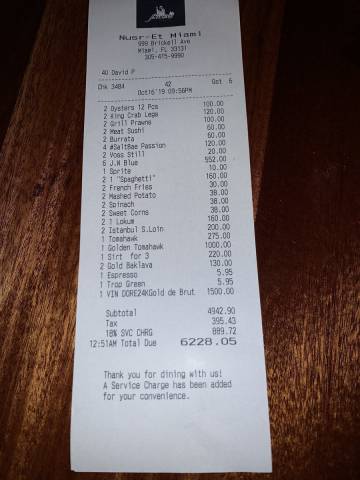 Nusr-Et Miami
999 Brickell Ave
Miami, FL 33131
305-415-9990
40 David P
Chk 3484 42 Gst 6
Oct16'19 09:56PM
2 Oysters 12 Pcs 100.00
2 King Crab Legs 120.00
2 Grill Prawns 100.00
2 Meat Sushi 60.00
2 Burrata 60.00
4 #SaltBae Passion 120.00
2 Voss Still 20.00
6 J.W Blue 552.00
1 Sprite 10.00
2 1 "Spaghetti" 160.00
2 French Fries 30.00
2 Mashed Potato 38.00
2 Spinach 38.00
2 Sweet Corns 38.00
2 1 Lokum 160.00
2 Istanbul S.Loin 200.00
1 Tomahawk 275.00
1 Golden Tomahawk 1000.00
1 Sirt for 3 220.00
2 Gold Baklava 130.00
1 Espresso 5.95
1 Trop Green 5.95
1 VIN DORE24KGold de Brut 1500.00
Subtotal 4942.90
Tax 395.43
18% SVC CHRG 889.72
12:51AM Total Due 6228.05
Thank you for dining with us!
A Service Charge has been added
for your convenience.